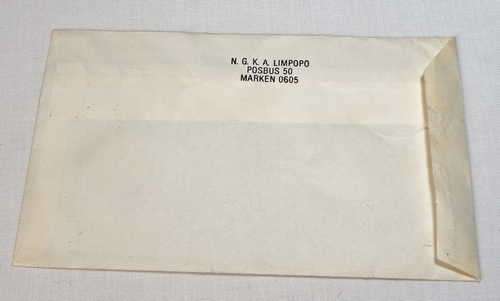 N. G. K. A. LIMPOPO
POSBUS 50
MARKEN 0605